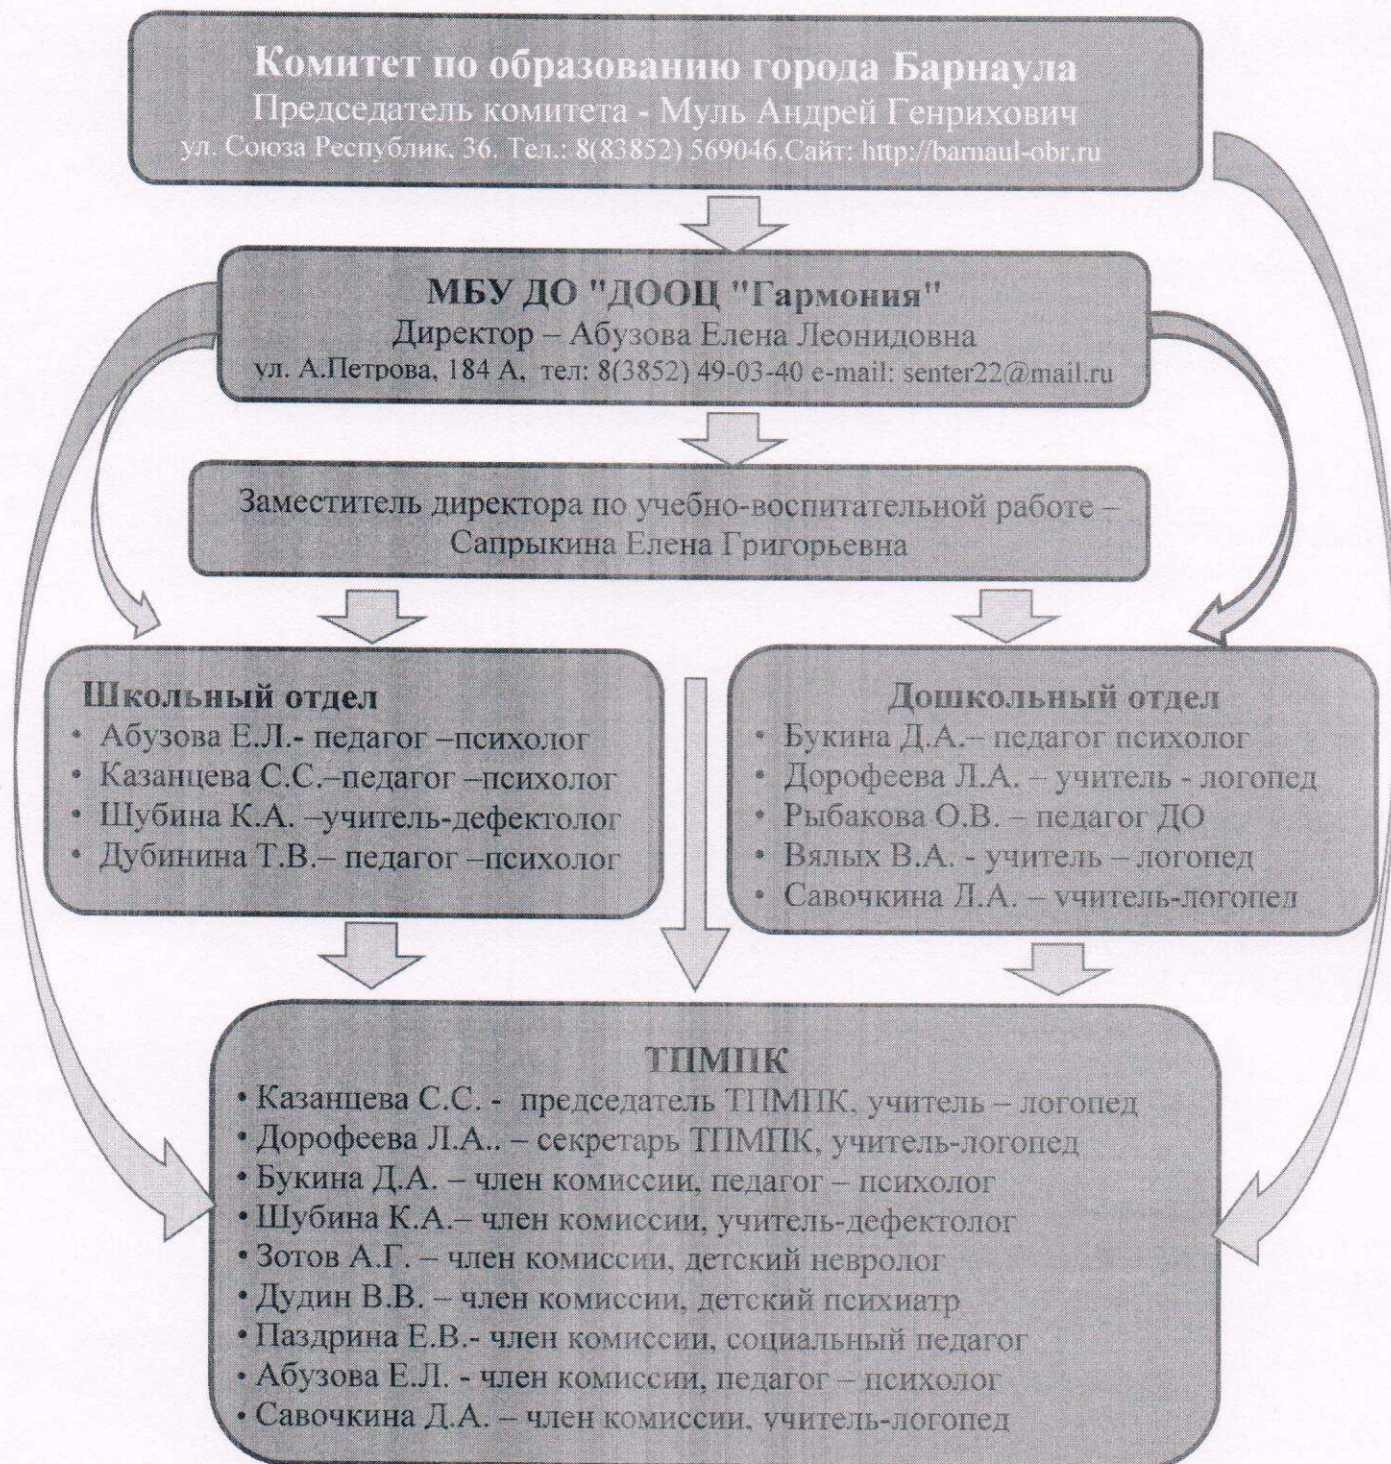 Комитет по образованию города Барнаула
Председатель комитета - Муль Андрей Генрихович
ул. Союза Республик, 36. Тел.: 8(83852) 569046.Сайт: http://barnaul-obr.ru
МБУ ДО "ДООЦ "Гармония"
Директор – Абузова Елена Леонидовна
ул. А.Петрова, 184 А, тел: 8(3852) 49-03-40 e-mail: senter22@mail.ru
Заместитель директора по учебно-воспитательной работе –
Сапрыкина Елена Григорьевна
Школьный отдел
• Абузова Е.Л.- педагог –психолог
• Казанцева С.С.–педагог –психолог
• Шубина К.А. –учитель-дефектолог
• Дубинина Т.В.– педагог –психолог
Дошкольный отдел
• Букина Д.А.– педагог психолог
• Дорофеева Л.А. – учитель - логопед
• Рыбакова О.В. – педагог ДО
• Вялых В.А. - учитель – логопед
• Савочкина Д.А. – учитель-логопед
ТПМПК
• Казанцева С.С. - председатель ТПМПК, учитель – логопед
• Дорофеева Л.А.. – секретарь ТПМПК, учитель-логопед
• Букина Д.А. – член комиссии, педагог – психолог
• Шубина К.А.– член комиссии, учитель-дефектолог
• Зотов А.Г. – член комиссии, детский невролог
• Дудин В.В. – член комиссии, детский психиатр
• Паздрина Е.В.- член комиссии, социальный педагог
• Абузова Е.Л. - член комиссии, педагог – психолог
• Савочкина Д.А. – член комиссии, учитель-логопед